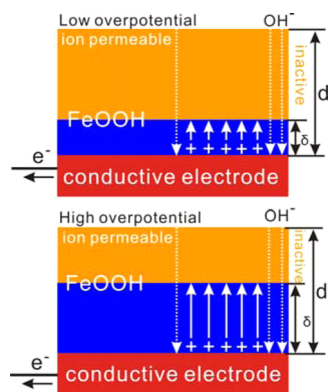 Low overpotential OH⁻
ion permeable
inactive
d
FeOOH
δ
+ + + + +
e⁻
conductive electrode
High overpotential OH⁻
ion permeable
inactive
FeOOH
d
δ
+ + + + +
e⁻
conductive electrode